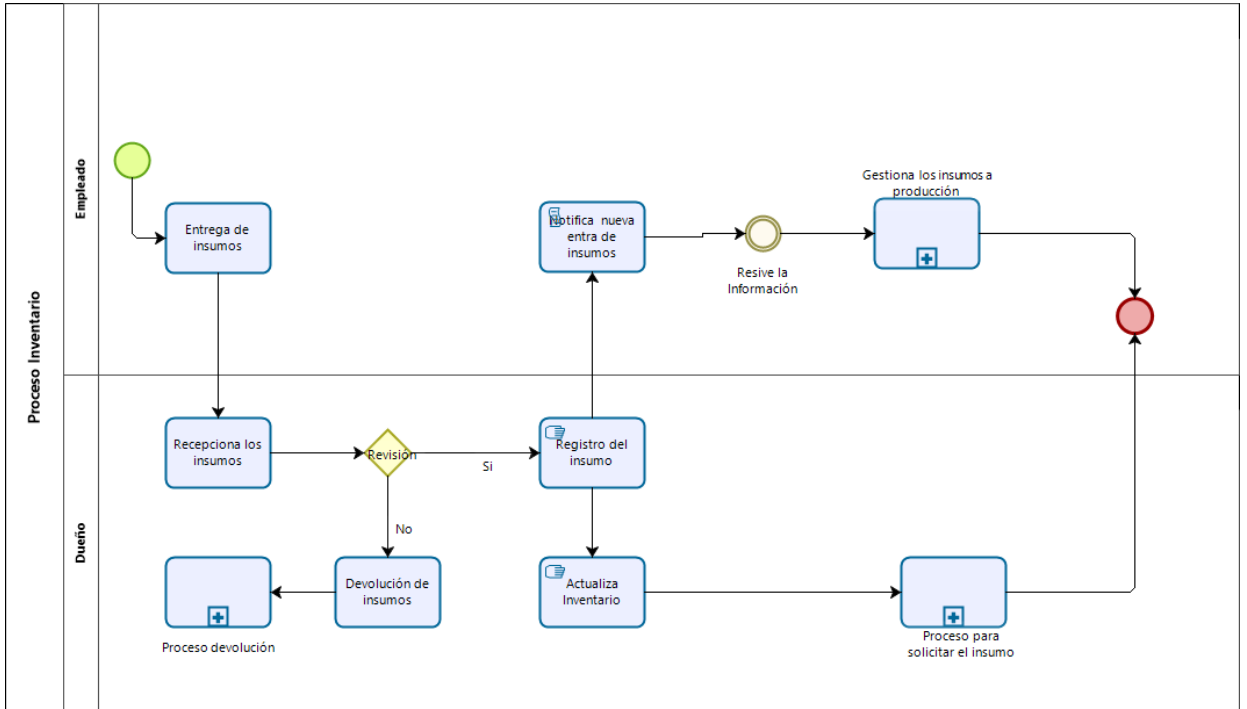 Proceso Inventario
Empleado
Entrega de
insumos
Notifica nueva
entra de
insumos
Resive la
Información
Gestiona los insumos a
producción
Dueño
Recepciona los
insumos
Revisión
Si
No
Registro del
insumo
Proceso devolución
Devolución de
insumos
Actualiza
Inventario
Proceso para
solicitar el insumo